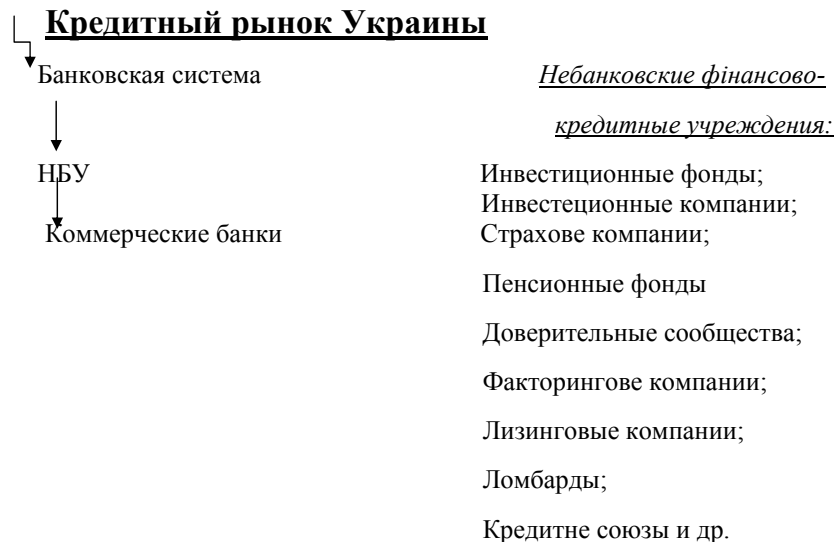 Кредитный рынок Украины
Банковская система
Небанковские фінансово-
кредитные учреждения:
НБУ
Коммерческие банки
Инвестиционные фонды;
Инвестеционные компании;
Страхове компании;
Пенсионные фонды
Доверительные сообщества;
Факторингове компании;
Лизинговые компании;
Ломбарды;
Кредитне союзы и др.